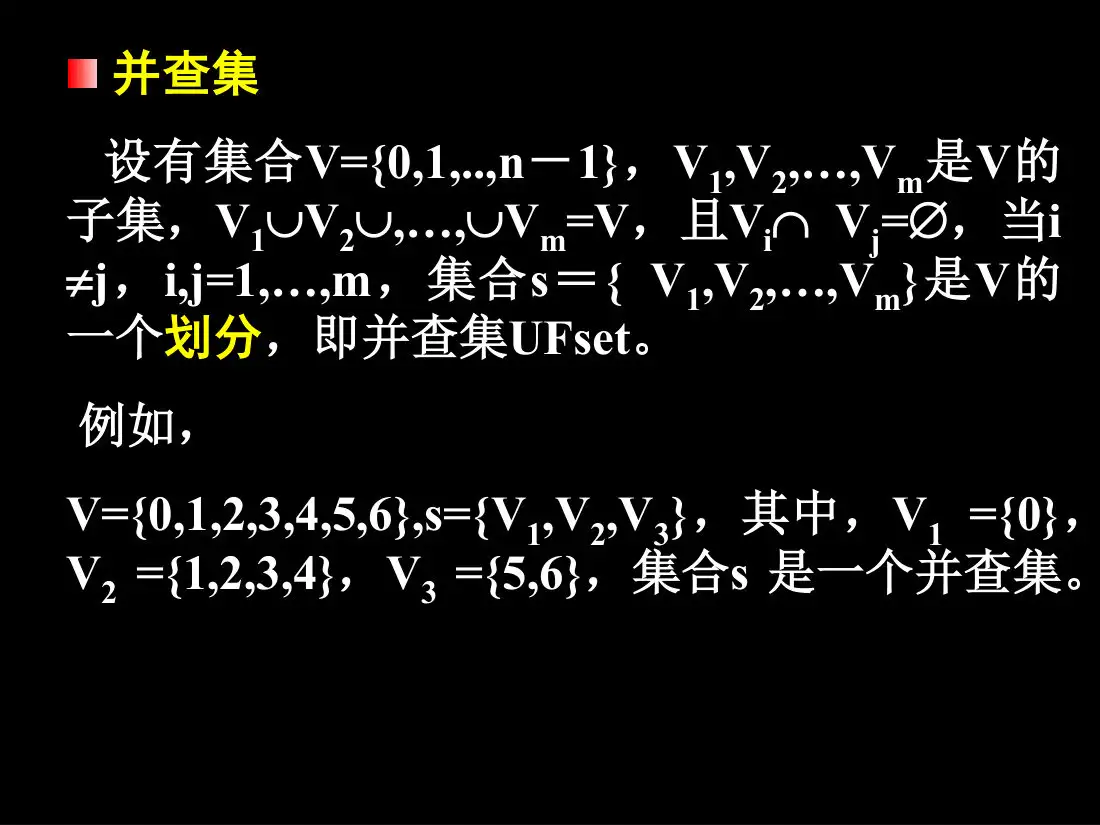 并查集
设有集合V={0,1,..,n－1}，V1,V2,…,Vm是V的
子集，V1∪V2∪,…,∪Vm=V，且Vi∩ Vj=∅，当i
≠j，i,j=1,…,m，集合s＝{ V1,V2,…,Vm}是V的
一个划分，即并查集UFset。
例如，
V={0,1,2,3,4,5,6},s={V1,V2,V3}，其中，V1 ={0}，
V2 ={1,2,3,4}，V3 ={5,6}，集合s 是一个并查集。